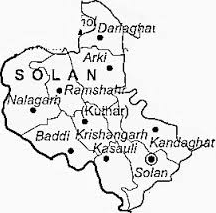 Darlaghat
Arki
SOLAN
Ramshahr
Nalagarh
(Kuthar)
Baddi
Krishangarh
Kandaghat
Kasauli
Solan